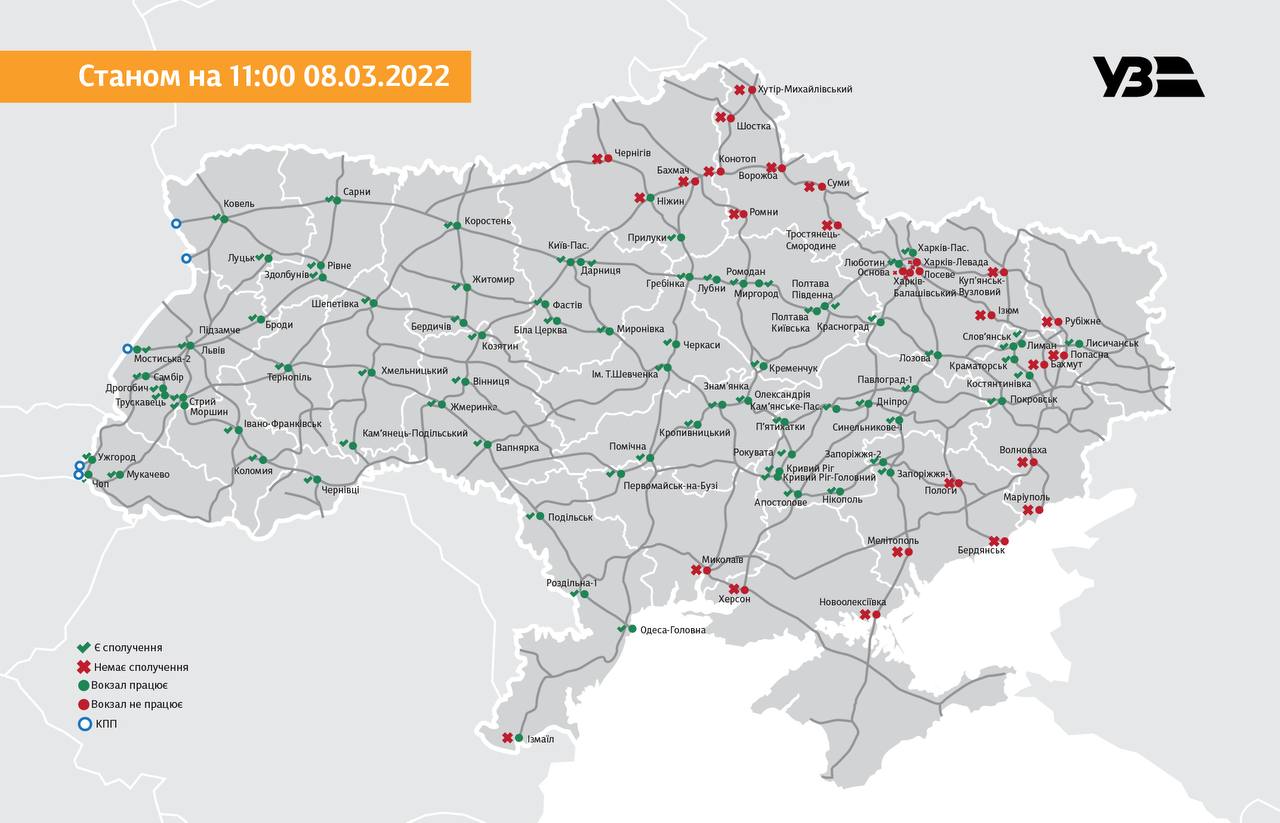 Станом на 11:00 08.03.2022
УЗ
Хутір-Михайлівський
Шостка
Чернігів
Конотоп
Бахмач
Ворожба
Суми
Ніжин
Ромни
Тростянець-
Смородине
Прилуки
Сарни
Ковель
Коростень
Київ-Пас.
Дарниця
Луцьк
Рівне
Здолбунів
Житомир
Гребінка
Лубни
Ромодан
Миргород
Полтава
Південна
Полтава
Київська
Люботин
Основа
Харків-Пас.
Харків-Левада
Лосеве
Харків-
Балашівський
Куп'янськ-
Вузловий
Шепетівка
Фастів
Біла Церква
Миронівка
Бердичів
Козятин
Броди
Підзамче
Львів
Мостиська-2
Красноград
Ізюм
Рубіжне
Слов'янськ
Лиман
Лисичанськ
Попасна
Бахмут
Краматорськ
Костянтинівка
Покровськ
Лозова
Черкаси
Ім. Т.Шевченка
Кременчук
Самбір
Дрогобич
Трускавець
Стрий
Моршин
Тернопіль
Хмельницький
Вінниця
Жмеринка
Знам'янка
Олександрія
Кам'янське-Пас.
Павлоград-1
Дніпро
Синельникове-1
П'ятихатки
Кропивницький
Івано-Франківськ
Кам'янець-Подільський
Вапнярка
Помічна
Рокувата
Запоріжжя-2
Запоріжжя-1
Волноваха
Ужгород
Чоп
Мукачево
Коломия
Чернівці
Первомайськ-на-Бузі
Кривий Ріг
Кривий Ріг-Головний
Апостолове
Нікополь
Пологи
Маріуполь
Подільськ
Мелітополь
Бердянськ
Миколаїв
Херсон
Роздільна-1
Новоолексіївка
Одеса-Головна
Ізмаїл
Є сполучення
Немає сполучення
Вокзал працює
Вокзал не працює
КПП